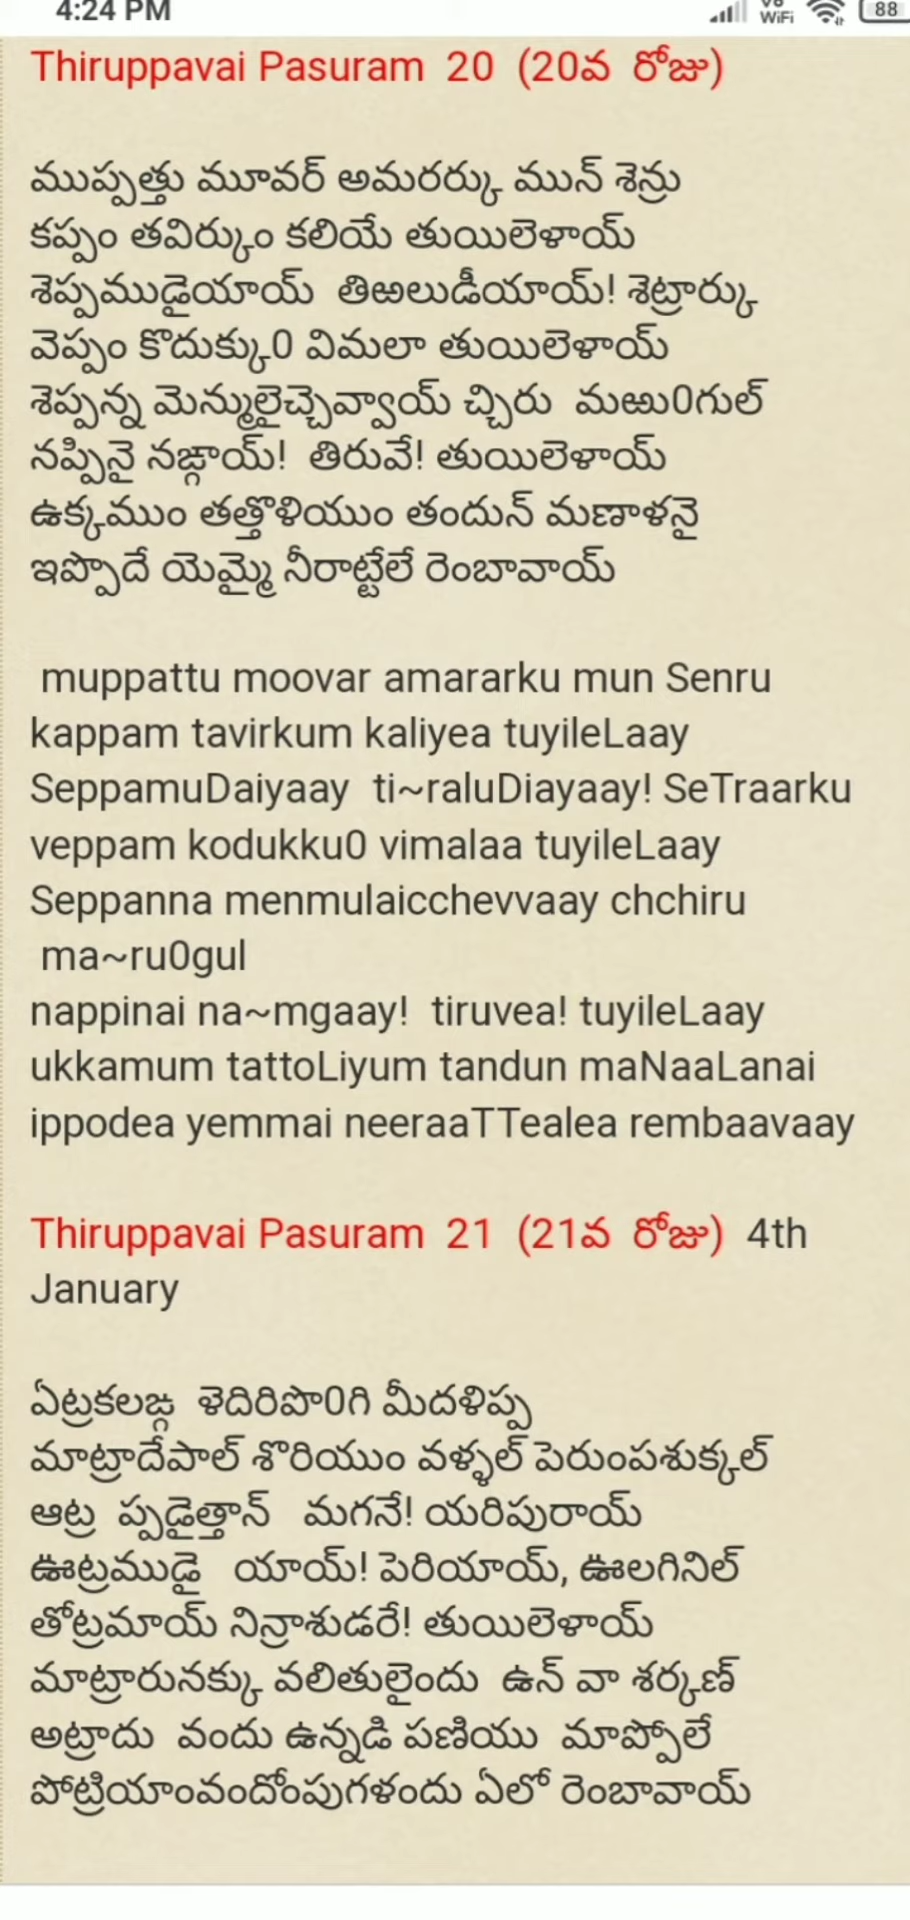 4:24 PM
Vo
WiFi
88
Thiruppavai Pasuram 20 (20వ రోజు)
ముప్పత్తు మూవర్ అమరర్కు మున్ శెన్రు
కప్పం తవిర్కుం కలియే తుయిలెళాయ్
శెప్పముడైయాయ్ తిఱలుడీయాయ్! శెట్రార్కు
వెప్పం కొదుక్కు0 విమలా తుయిలెళాయ్
శెప్పన్న మెన్ములైచ్చెవ్వాయ్ చ్చిరు మఱు0గుల్
నప్పినై నఙ్గాయ్! తిరువే! తుయిలెళాయ్
ఉక్కముం తత్తొళియుం తందున్ మణాళనై
ఇప్పొదే యెమ్మై నీరాట్టేలే రెంబావాయ్
muppattu moovar amararku mun Senru
kappam tavirkum kaliyea tuyileLaay
SeppamuDaiyaay ti~raluDiayaay! SeTraarku
veppam kodukku0 vimalaa tuyileLaay
Seppanna menmulaicchevvaay chchiru
ma~ru0gul
nappinai na~mgaay! tiruvea! tuyileLaay
ukkamum tattoLiyum tandun maNaaLanai
ippodea yemmai neeraaTTealea rembaavaay
Thiruppavai Pasuram 21 (21వ రోజు) 4th
January
ఏట్రకలఙ్గ ళెదిరిపొ0గి మీదళిప్ప
మాట్రాదేపాల్ శొరియుం వళ్ళల్ పెరుంపశుక్కల్
ఆట్ర ప్పడైత్తాన్ మగనే! యరిపురాయ్
ఊట్రముడై యాయ్! పెరియాయ్, ఊలగినిల్
తోట్రమాయ్ నిన్రాశుడరే! తుయిలెళాయ్
మాట్రారునక్కు వలితులైందు ఉన్ వా శర్కణ్
అట్రాదు వందు ఉన్నడి పణియు మాప్పోలే
పోట్రియాంవందోంపుగళందు ఏలో రెంబావాయ్